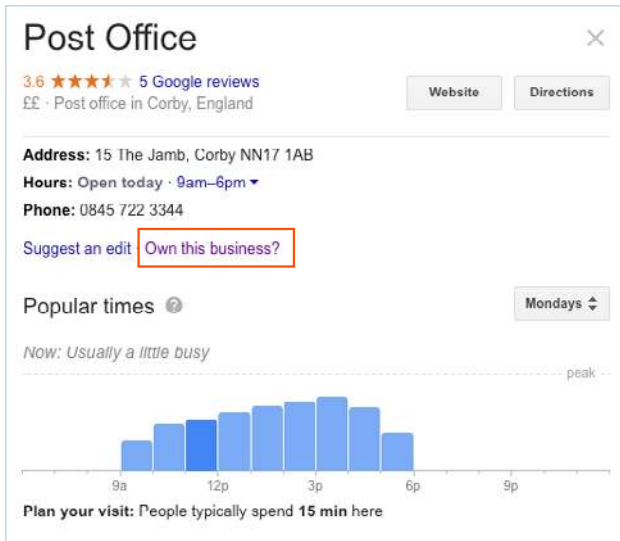 Post Office
3.6 ★★★★★ 5 Google reviews
££ · Post office in Corby, England
Website
Directions
Address: 15 The Jamb, Corby NN17 1AB
Hours: Open today · 9am–6pm
Phone: 0845 722 3344
Suggest an edit · Own this business?
Popular times ?
Mondays
Now: Usually a little busy
peak
9a 12p 3p 6p 9p
Plan your visit: People typically spend 15 min here